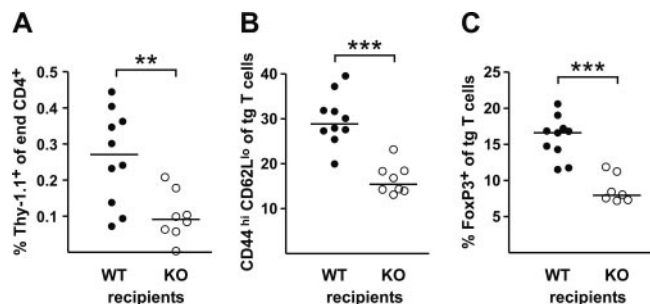 A
% Thy-1.1⁺ of end CD4⁺
0.5
0.4
0.3
0.2
0.1
**
WT KO
recipients
B
CD44 ʰⁱ CD62Lˡᵒ of tg T cells
40
30
20
10
***
WT KO
recipients
C
% FoxP3⁺ of tg T cells
25
20
15
10
5
***
WT KO
recipients